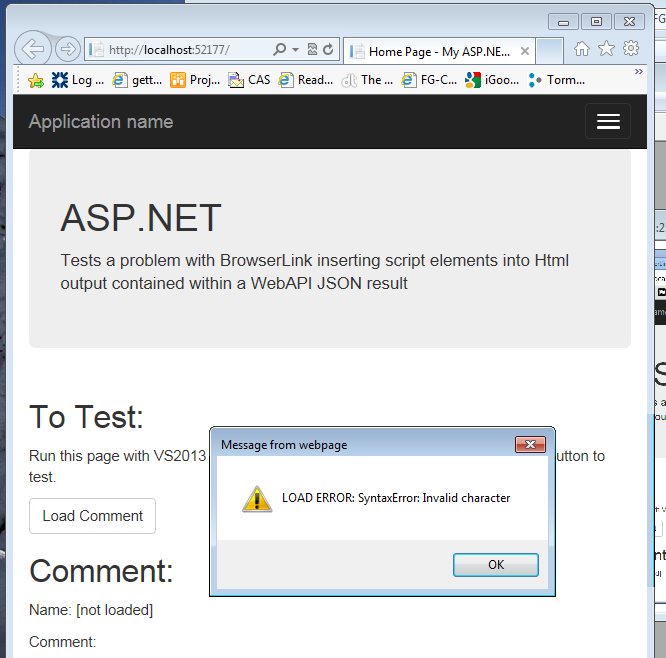 http://localhost:52177/
Home Page - My ASP.NE...
Log ...
gett...
Proj...
CAS
Read...
The ...
FG-C...
iGoo...
Torm...
Application name
ASP.NET
Tests a problem with BrowserLink inserting script elements into Html
output contained within a WebAPI JSON result
To Test:
Run this page with VS2013
utton to
test.
Message from webpage
LOAD ERROR: SyntaxError: Invalid character
OK
Load Comment
Comment:
Name: [not loaded]
Comment: